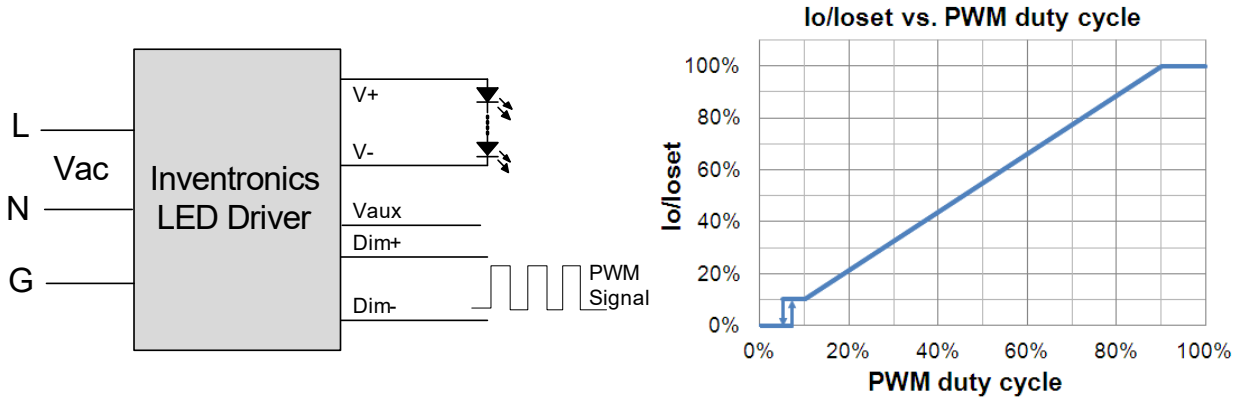 L
Vac
N
G
Inventronics
LED Driver
V+
V-
Vaux
Dim+
Dim-
PWM
Signal
Io/Ioset vs. PWM duty cycle
Io/Ioset
100%
80%
60%
40%
20%
0%
0% 20% 40% 60% 80% 100%
PWM duty cycle